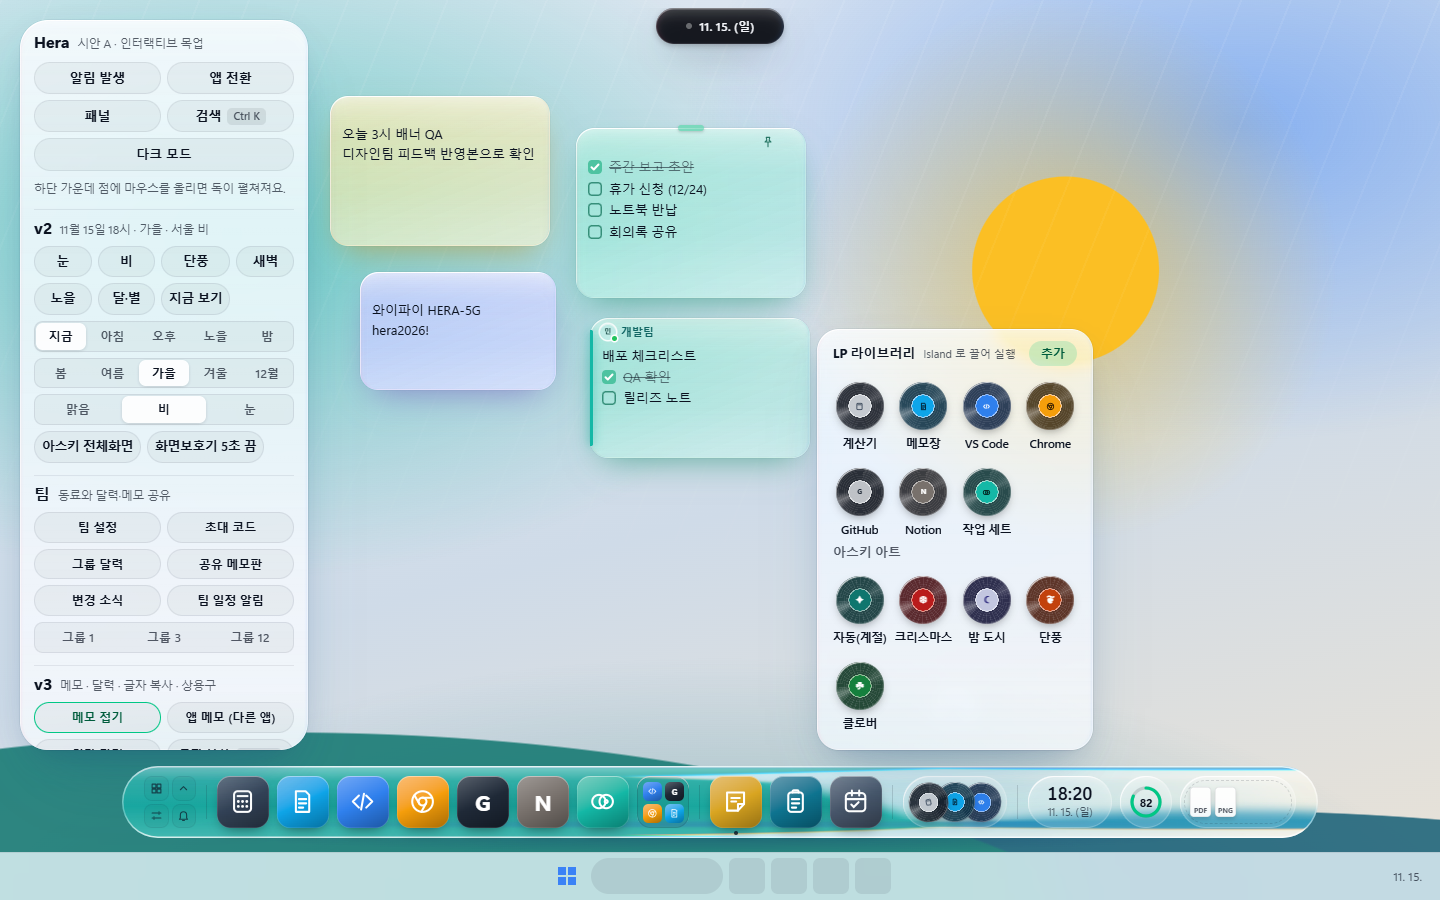 11. 15. (일)
Hera 시안 A · 인터랙티브 목업
알림 발생
앱 전환
패널
검색 Ctrl K
다크 모드
하단 가운데 점에 마우스를 올리면 독이 펼쳐져요.
v2 11월 15일 18시 · 가을 · 서울 비
눈
비
단풍
새벽
노을
달·별
지금 보기
지금 아침 오후 노을 밤
봄 여름 가을 겨울 12월
맑음 비 눈
아스키 전체화면
화면보호기 5초 끔
팀 동료와 달력·메모 공유
팀 설정
초대 코드
그룹 달력
공유 메모판
변경 소식
팀 일정 알림
그룹 1 그룹 3 그룹 12
v3 메모 · 달력 · 글자 복사 · 상용구
메모 접기
앱 메모 (다른 앱)
오늘 3시 배너 QA
디자인팀 피드백 반영본으로 확인
와이파이 HERA-5G
hera2026!
주간 보고 초안
휴가 신청 (12/24)
노트북 반납
회의록 공유
민 개발팀
배포 체크리스트
QA 확인
릴리즈 노트
LP 라이브러리 Island 로 끌어 실행 추가
계산기
메모장
VS Code
Chrome
G
N
GitHub
Notion
작업 세트
아스키 아트
자동(계절)
크리스마스
밤 도시
단풍
클로버
G
N
G
18:20
11. 15. (일)
82
PDF
PNG
11. 15.